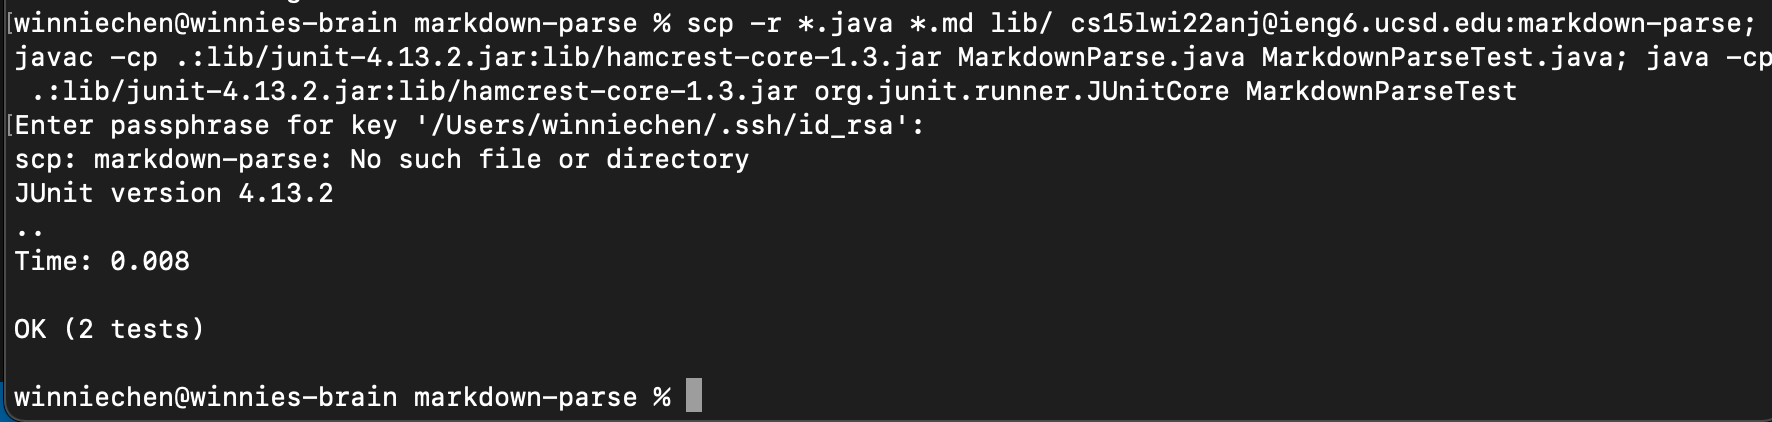 [winniechen@winnies-brain markdown-parse % scp -r *.java *.md lib/ cs15lwi22anj@ieng6.ucsd.edu:markdown-parse;
javac -cp .:lib/junit-4.13.2.jar:lib/hamcrest-core-1.3.jar MarkdownParse.java MarkdownParseTest.java; java -cp
.:lib/junit-4.13.2.jar:lib/hamcrest-core-1.3.jar org.junit.runner.JUnitCore MarkdownParseTest
[Enter passphrase for key '/Users/winniechen/.ssh/id_rsa':
scp: markdown-parse: No such file or directory
JUnit version 4.13.2
..
Time: 0.008
OK (2 tests)
winniechen@winnies-brain markdown-parse %